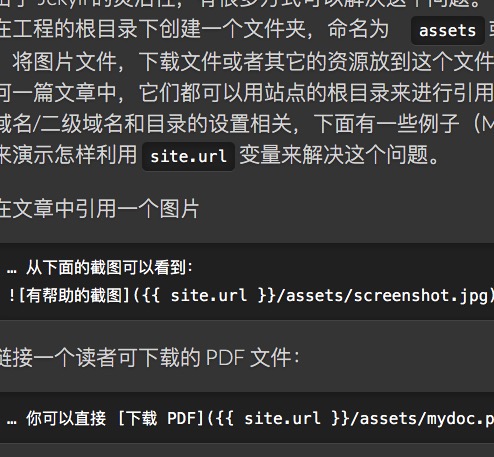 由于 Jekyll 的灵活性，有很多方式可以解决这个问题。
在工程的根目录下创建一个文件夹，命名为 assets
将图片文件，下载文件或者其它的资源放到这个文件
何一篇文章中，它们都可以用站点的根目录来进行引用
域名/二级域名和目录的设置相关，下面有一些例子（M
来演示怎样利用 site.url 变量来解决这个问题。
在文章中引用一个图片
… 从下面的截图可以看到：
![有帮助的截图]({{ site.url }}/assets/screenshot.jpg)
链接一个读者可下载的 PDF 文件：
… 你可以直接 [下载 PDF]({{ site.url }}/assets/mydoc.p